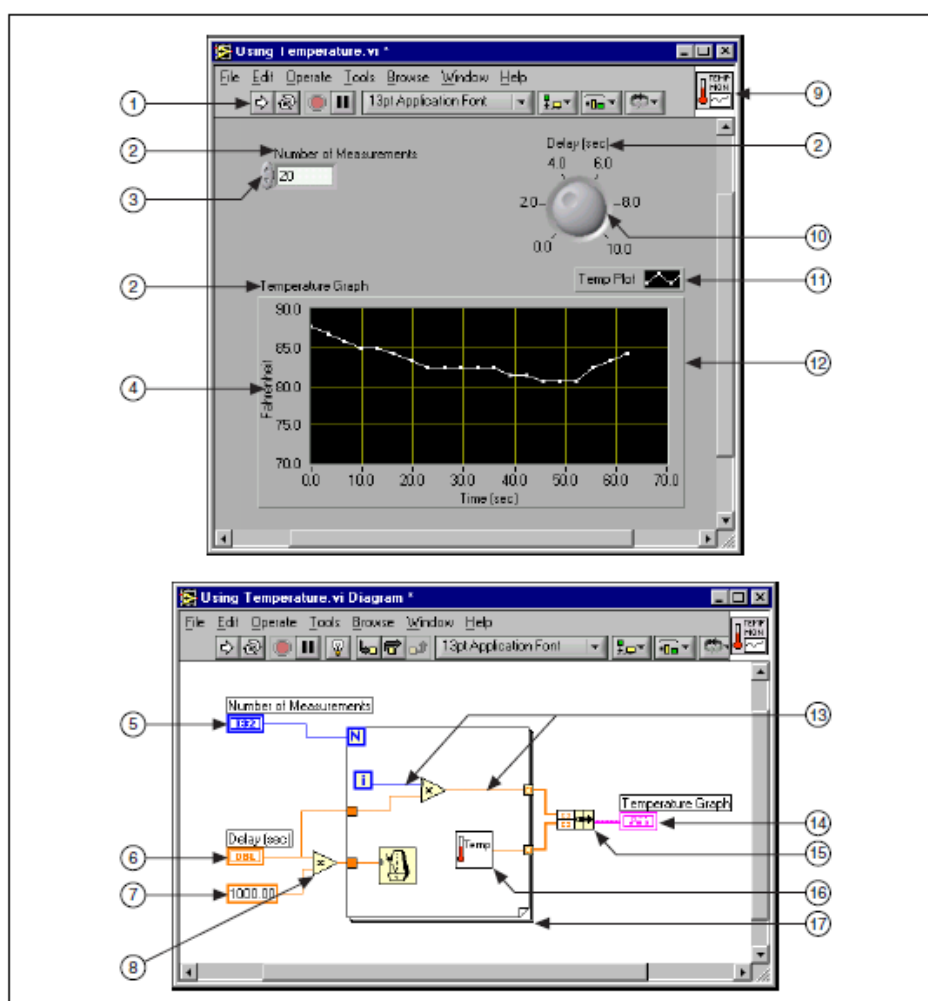 Using Temperature.vi *
File Edit Operate Tools Browse Window Help
TEMP
MON
1
13pt Application Font
9
2
Number of Measurements
Delay (sec)
2
3
20
4.0 6.0
2.0 8.0
10
0.0 10.0
2
Temperature Graph
Temp Plot
11
90.0
85.0
12
4
Fahrenheit
80.0
75.0
70.0
0.0 10.0 20.0 30.0 40.0 50.0 60.0 70.0
Time (sec)
Using Temperature.vi Diagram *
File Edit Operate Tools Browse Window Help
TEMP
MON
13pt Application Font
Number of Measurements
5
I32
N
13
i
x
Temperature Graph
14
Delay (sec)
6
DBL
x
Temp
15
7
1000.00
16
8
17